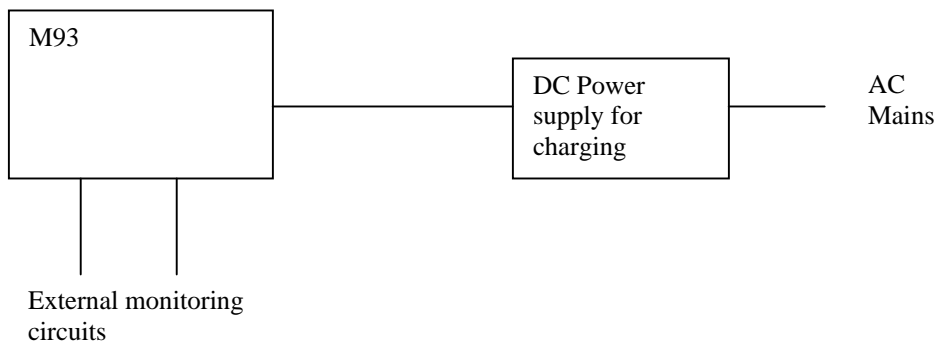 M93
DC Power
supply for
charging
AC
Mains
External monitoring
circuits